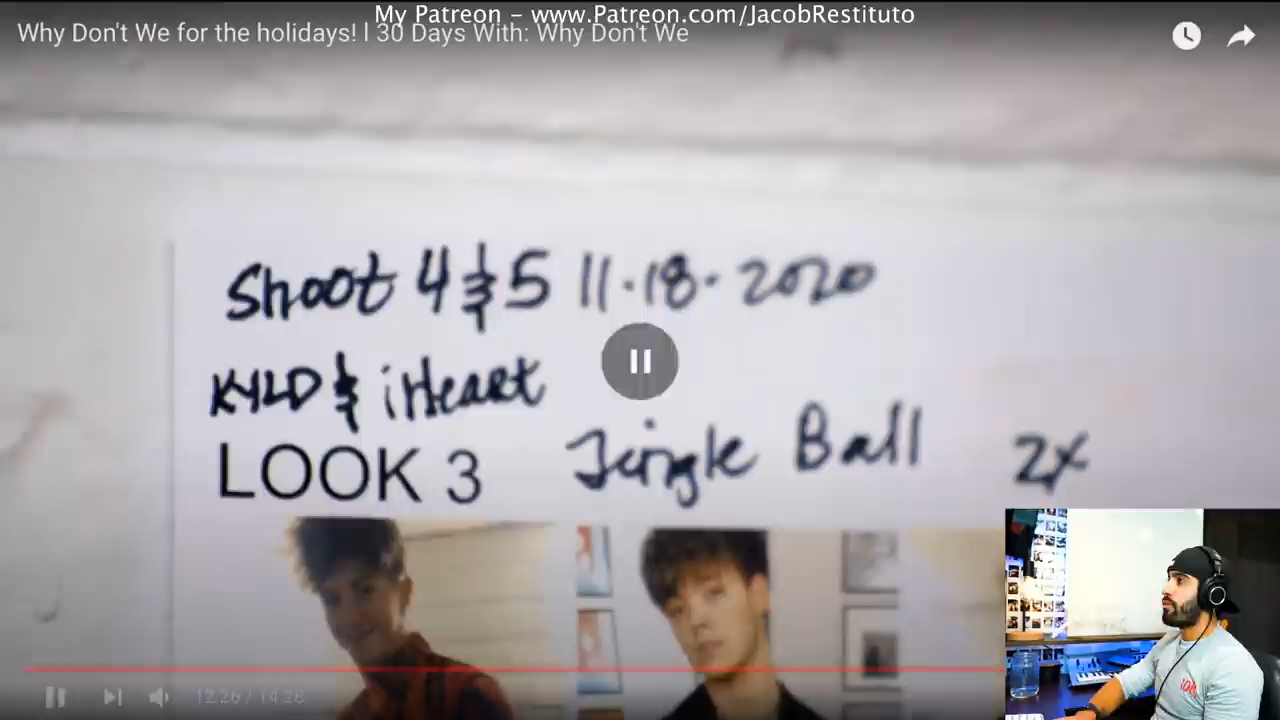 My Patreon - www.Patreon.com/JacobRestituto
Why Don't We for the holidays! l 30 Days With: Why Don't We
Shoot 4 & 5 11·18·2020
KYLD & iHeart
LOOK 3 Jingle Ball 2x
12:26 / 14:28